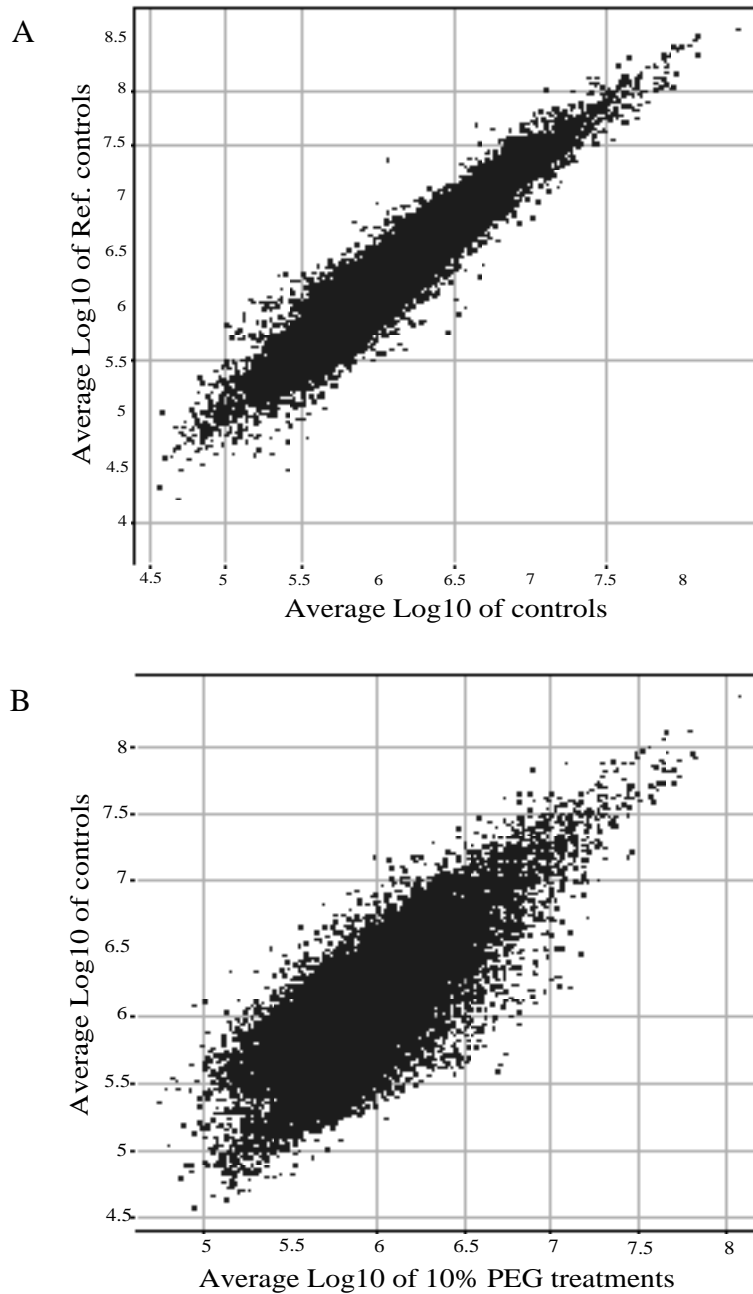 A
8.5
8
7.5
7
6.5
6
5.5
5
4.5
4
Average Log10 of Ref. controls
4.5 5 5.5 6 6.5 7 7.5 8
Average Log10 of controls
B
8
7.5
7
6.5
6
5.5
5
4.5
Average Log10 of controls
5 5.5 6 6.5 7 7.5 8
Average Log10 of 10% PEG treatments